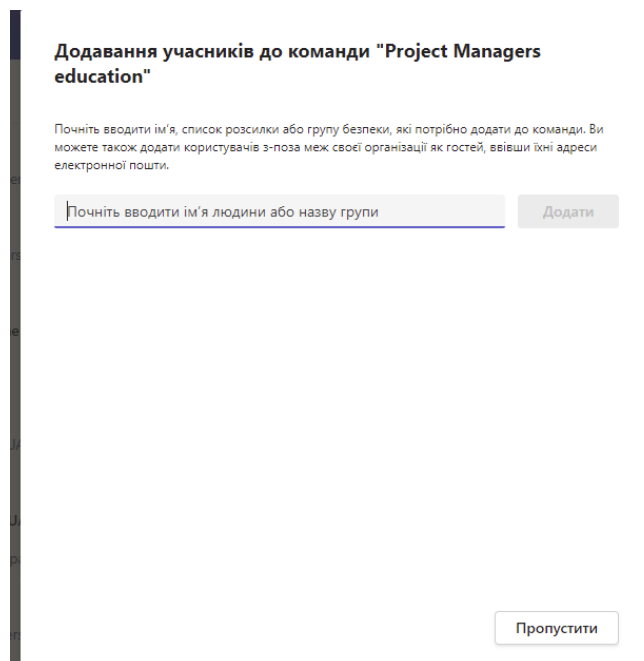 Додавання учасників до команди "Project Managers
education"
Почніть вводити ім'я, список розсилки або групу безпеки, які потрібно додати до команди. Ви
можете також додати користувачів з-поза меж своєї організації як гостей, ввівши їхні адреси
електронної пошти.
Почніть вводити ім'я людини або назву групи
Додати
Пропустити